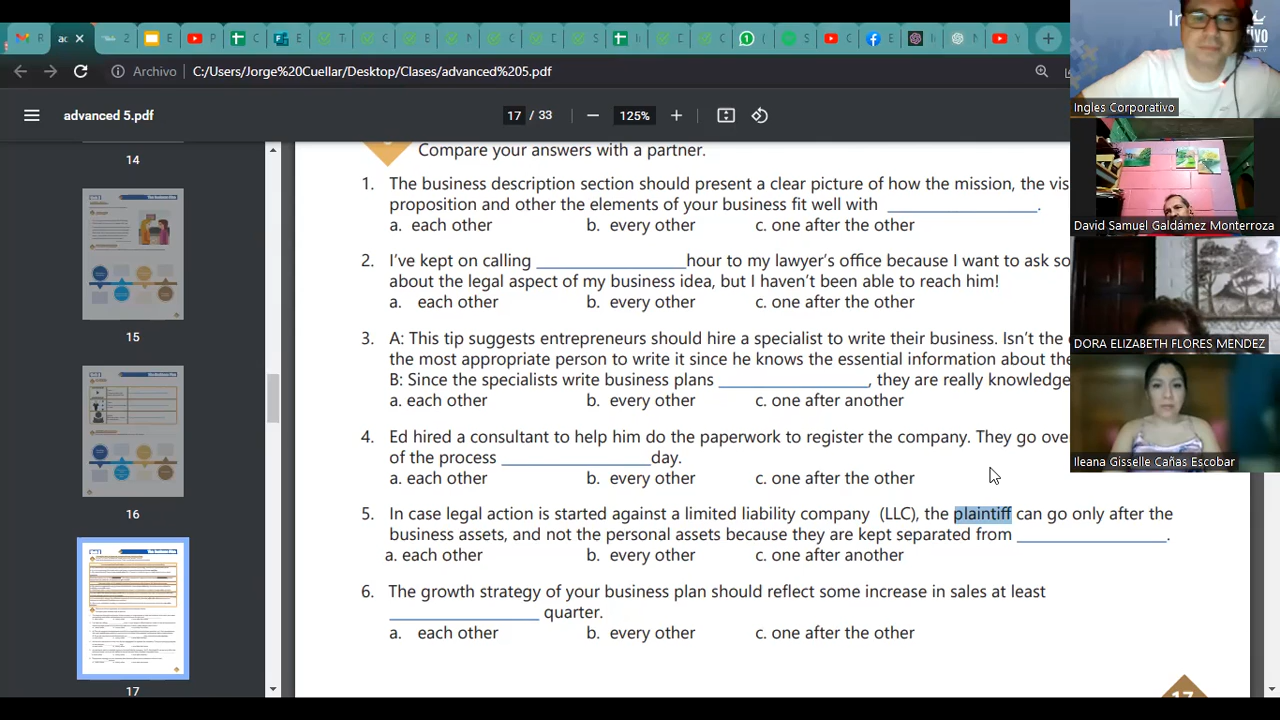 Archivo
C:/Users/Jorge%20Cuellar/Desktop/Clases/advanced%205.pdf
advanced 5.pdf
17 / 33
125%
14
15
16
17
Compare your answers with a partner.
1. The business description section should present a clear picture of how the mission, the vis
proposition and other the elements of your business fit well with ____________.
a. each other b. every other c. one after the other
2. I've kept on calling ____________ hour to my lawyer's office because I want to ask so
about the legal aspect of my business idea, but I haven't been able to reach him!
a. each other b. every other c. one after the other
3. A: This tip suggests entrepreneurs should hire a specialist to write their business. Isn't the
the most appropriate person to write it since he knows the essential information about the
B: Since the specialists write business plans ____________, they are really knowledge
a. each other b. every other c. one after another
4. Ed hired a consultant to help him do the paperwork to register the company. They go ove
of the process ____________ day.
a. each other b. every other c. one after the other
5. In case legal action is started against a limited liability company (LLC), the plaintiff can go only after the
business assets, and not the personal assets because they are kept separated from ____________.
a. each other b. every other c. one after another
6. The growth strategy of your business plan should reflect some increase in sales at least
____________ quarter.
a. each other b. every other c. one after the other
17
Ingles Corporativo
David Samuel Galdámez Monterroza
DORA ELIZABETH FLORES MENDEZ
Ileana Gisselle Cañas Escobar